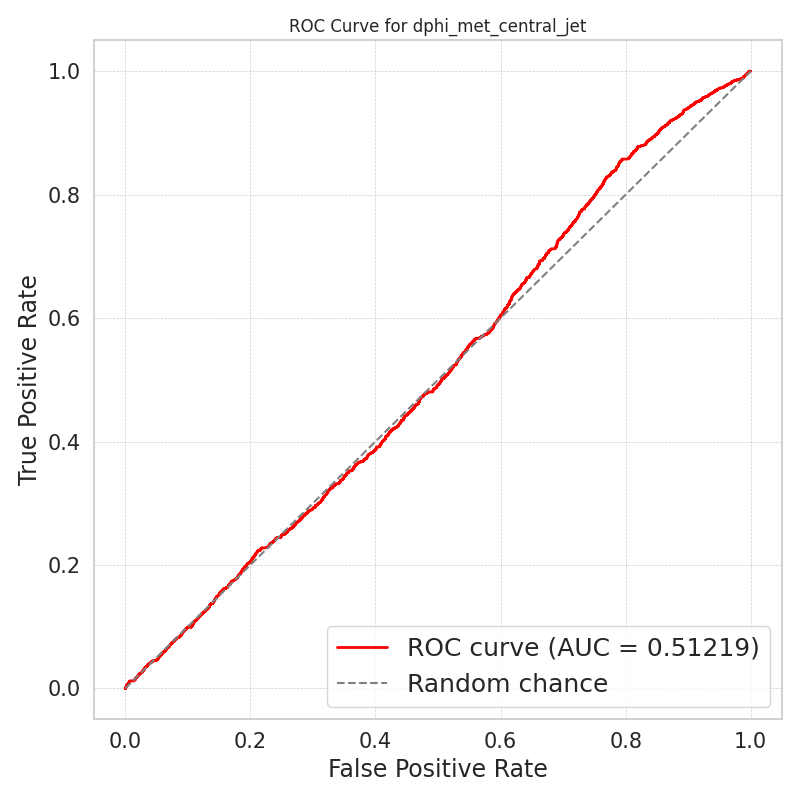 ROC Curve for dphi_met_central_jet
1.0
0.8
0.6
0.4
0.2
0.0
True Positive Rate
ROC curve (AUC = 0.51219)
Random chance
0.0 0.2 0.4 0.6 0.8 1.0
False Positive Rate